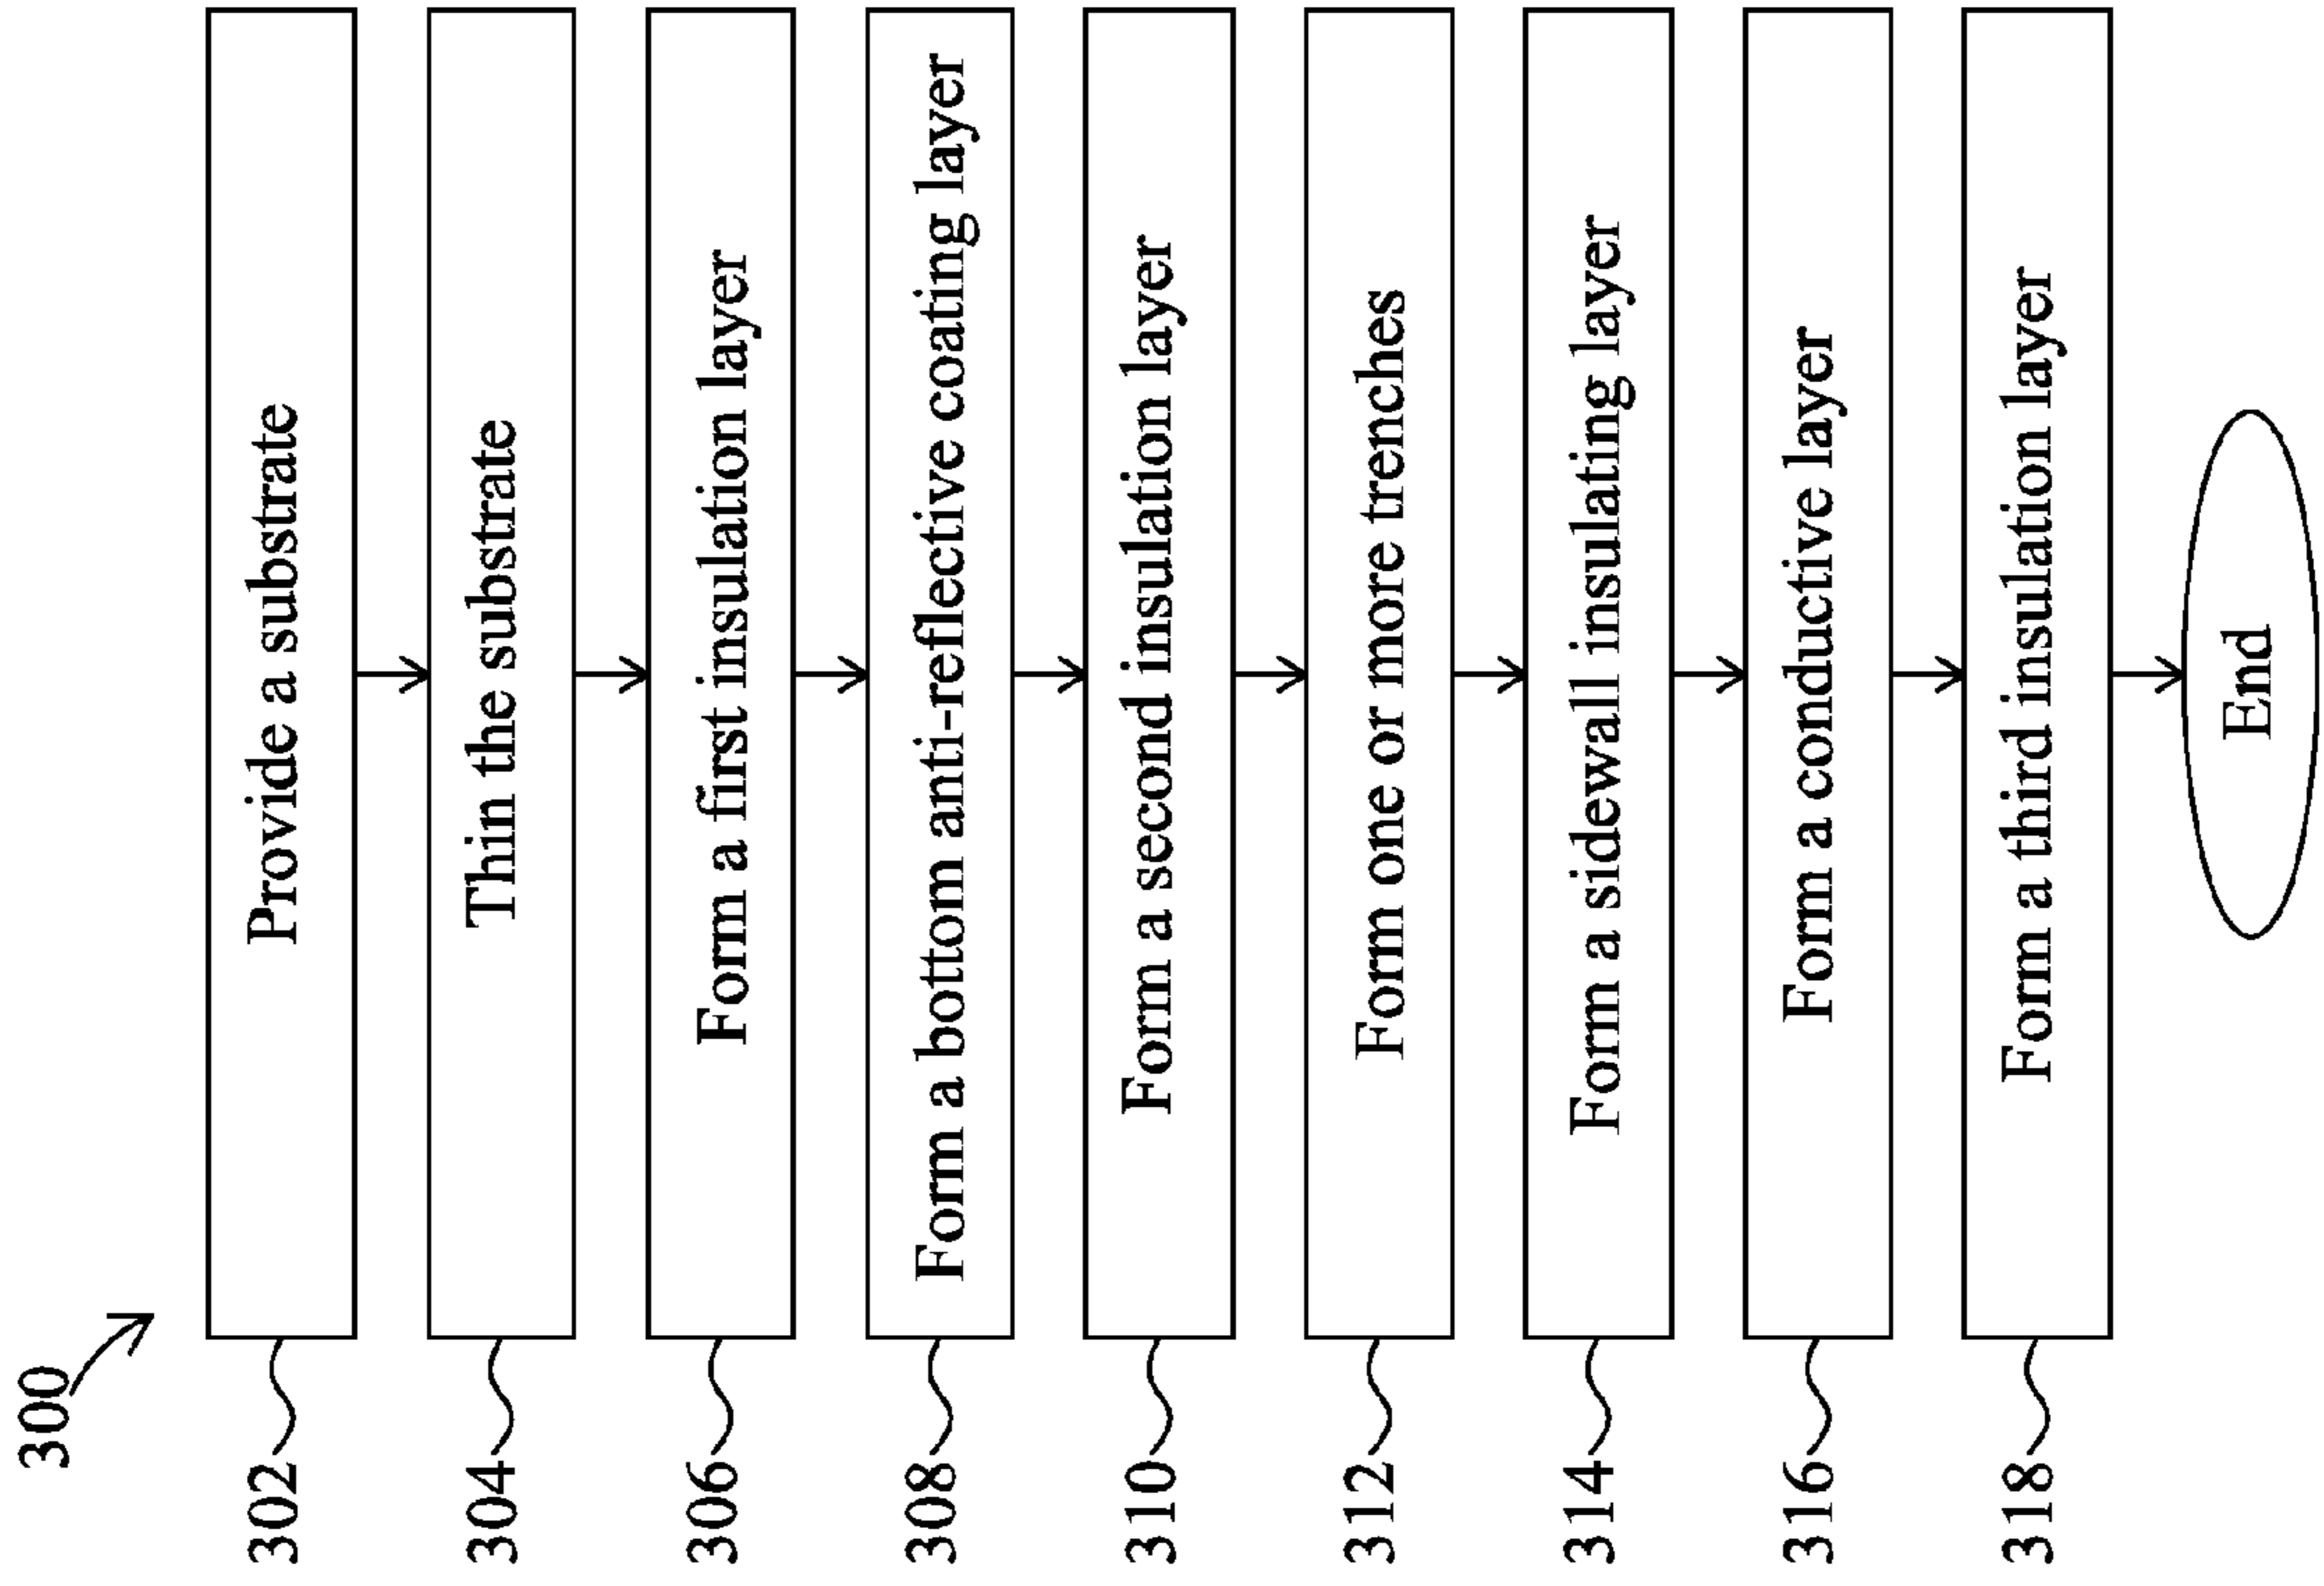 300
302 Provide a substrate
304 Thin the substrate
306 Form a first insulation layer
308 Form a bottom anti-reflective coating layer
310 Form a second insulation layer
312 Form one or more trenches
314 Form a sidewall insulating layer
316 Form a conductive layer
318 Form a third insulation layer
End